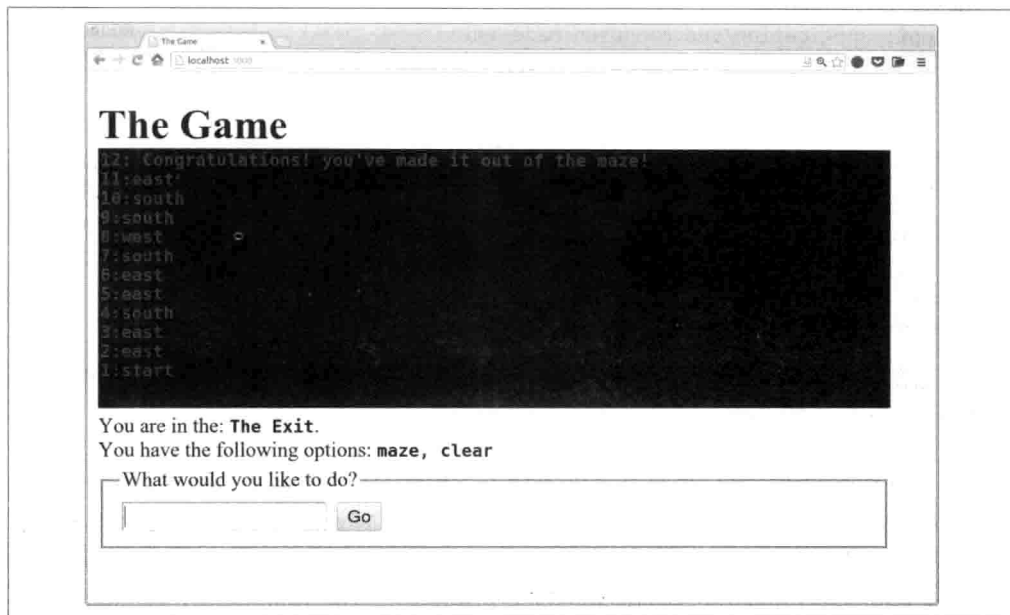 The Game
localhost
The Game
12: Congratulations! you've made it out of the maze!
11:east
10:south
9:south
8:west
7:south
6:east
5:east
4:south
3:east
2:east
1:start
You are in the: The Exit.
You have the following options: maze, clear
What would you like to do?
Go